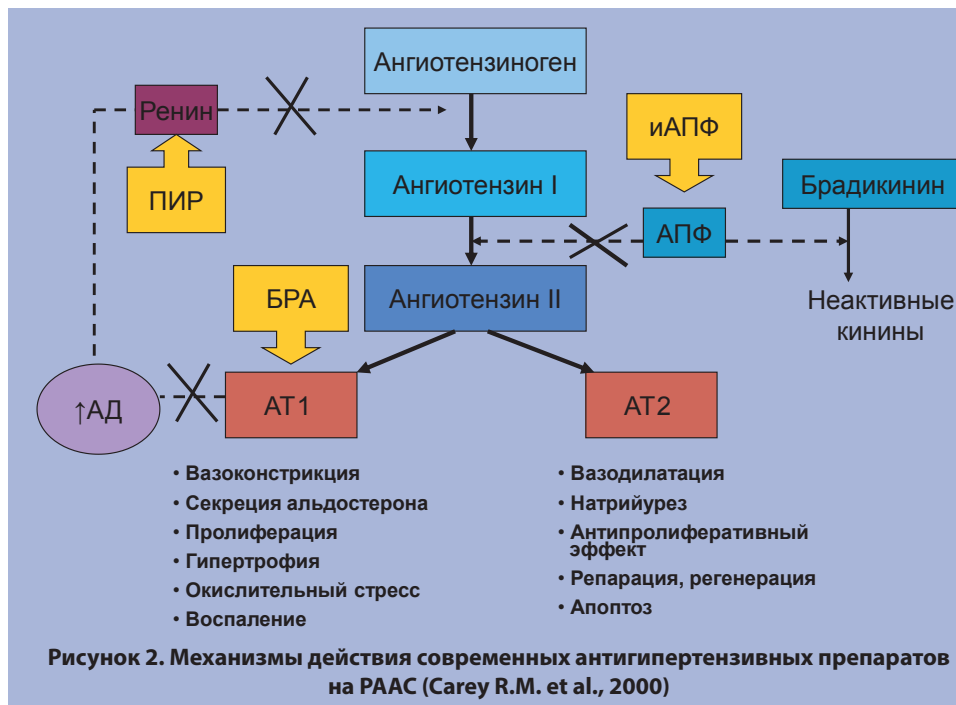 Ангиотензиноген
Ренин
иАПФ
ПИР
Ангиотензин I
Брадикинин
АПФ
БРА
Ангиотензин II
Неактивные
кинины
↑АД
АТ1
АТ2
• Вазоконстрикция
• Секреция альдостерона
• Пролиферация
• Гипертрофия
• Окислительный стресс
• Воспаление
• Вазодилатация
• Натрийурез
• Антипролиферативный
эффект
• Репарация, регенерация
• Апоптоз
Рисунок 2. Механизмы действия современных антигипертензивных препаратов
на РААС (Carey R.M. et al., 2000)